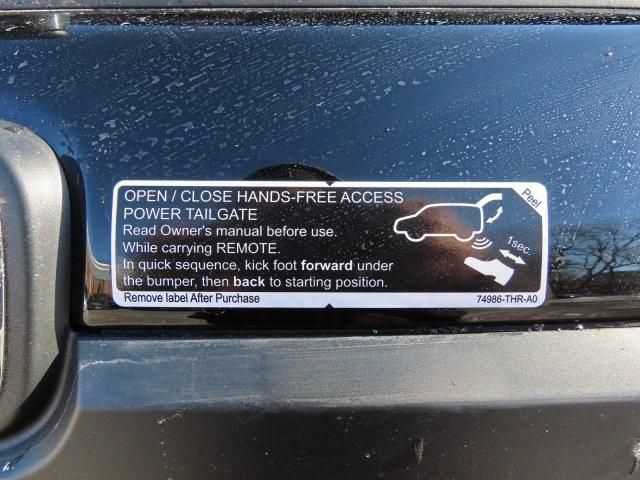 OPEN / CLOSE HANDS-FREE ACCESS
POWER TAILGATE
Read Owner's manual before use.
While carrying REMOTE.
In quick sequence, kick foot forward under
the bumper, then back to starting position.
Peel
1sec.
Remove label After Purchase
74986-THR-A0